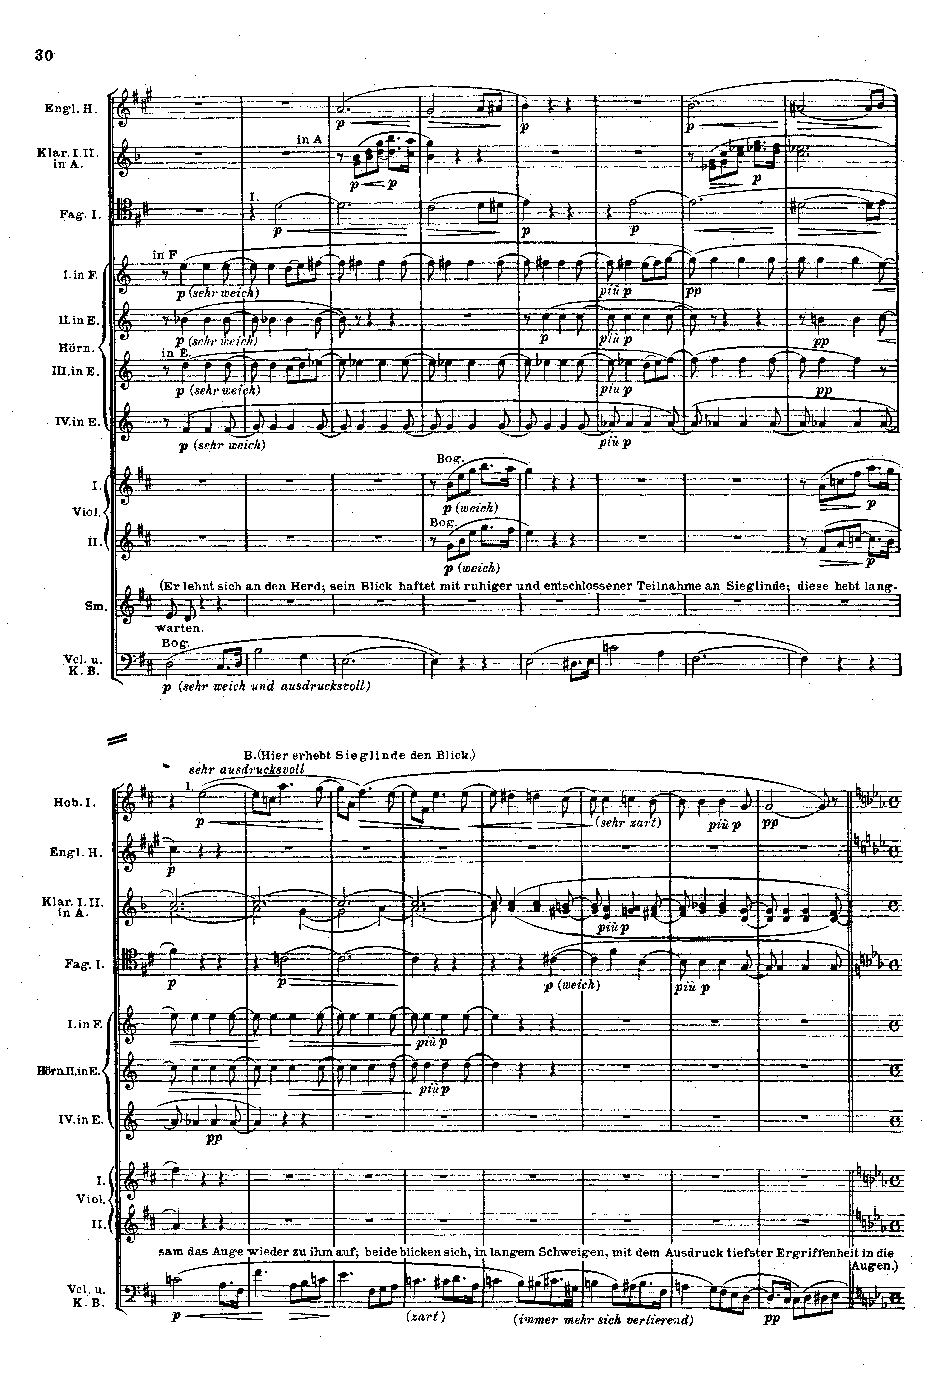 30
Engl. H.
p
p
p
Klar. I. II.
in A.
in A
p
p
p
Fag. I.
I.
p
p
p
in F
I. in F.
p (sehr weich)
più p
pp
II. in E.
p (sehr weich)
p
più p
pp
Hörn.
in E.
III. in E.
p (sehr weich)
più p
pp
IV. in E.
p (sehr weich)
più p
Bog.
I.
p (weich)
p
Viol.
Bog.
II.
p (weich)
p
(Er lehnt sich an den Herd; sein Blick haftet mit ruhiger und entschlossener Teilnahme an Sieglinde; diese hebt lang-
Sm.
warten.
Bog.
Vcl. u.
K. B.
p (sehr weich und ausdrucksvoll)
B. (Hier erhebt Sieglinde den Blick.)
sehr ausdrucksvoll
Hob. I.
I.
p
(sehr zart)
più p
pp
Engl. H.
p
Klar. I. II.
in A.
più p
Fag. I.
p
p
p (weich)
più p
I. in F.
più p
Hörn. II. in E.
più p
IV. in E.
pp
I.
Viol.
II.
sam das Auge wieder zu ihm auf; beide blicken sich, in langem Schweigen, mit dem Ausdruck tiefster Ergriffenheit in die
Augen.)
Vcl. u.
K. B.
p
(zart)
(immer mehr sich verlierend)
pp